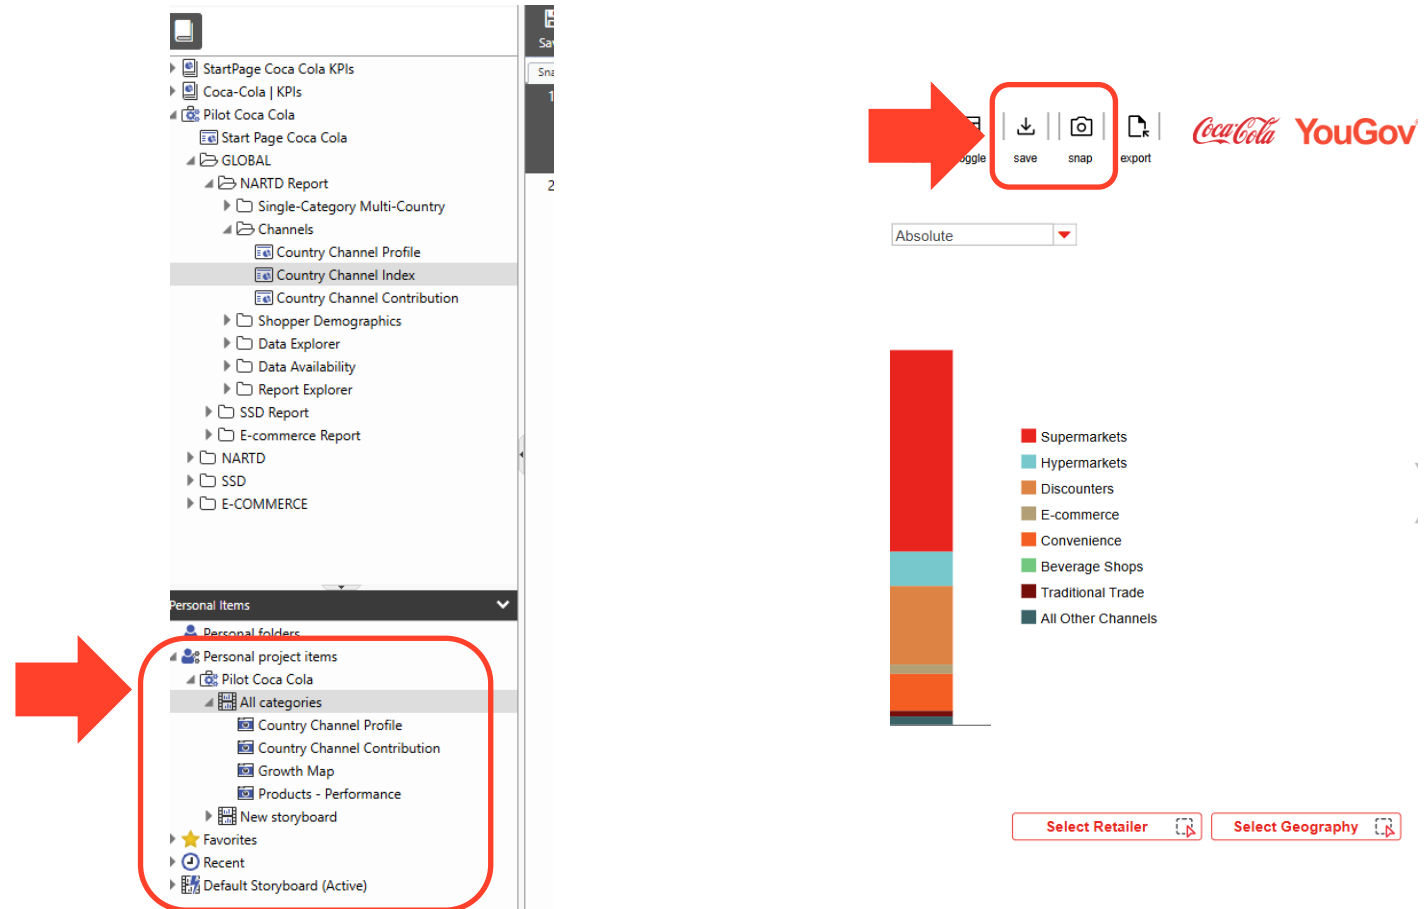 Sa
Sna
StartPage Coca Cola KPIs
Coca-Cola | KPIs
1
Pilot Coca Cola
Start Page Coca Cola
GLOBAL
NARTD Report
2
Single-Category Multi-Country
Channels
Country Channel Profile
Country Channel Index
Country Channel Contribution
Shopper Demographics
Data Explorer
Data Availability
Report Explorer
SSD Report
E-commerce Report
NARTD
SSD
E-COMMERCE
Personal Items
Personal folders
Personal project items
Pilot Coca Cola
All categories
Country Channel Profile
Country Channel Contribution
Growth Map
Products - Performance
New storyboard
Favorites
Recent
Default Storyboard (Active)
oggle
save
snap
export
Coca-Cola
YouGov
Absolute
Supermarkets
Hypermarkets
Discounters
E-commerce
Convenience
Beverage Shops
Traditional Trade
All Other Channels
Select Retailer
Select Geography